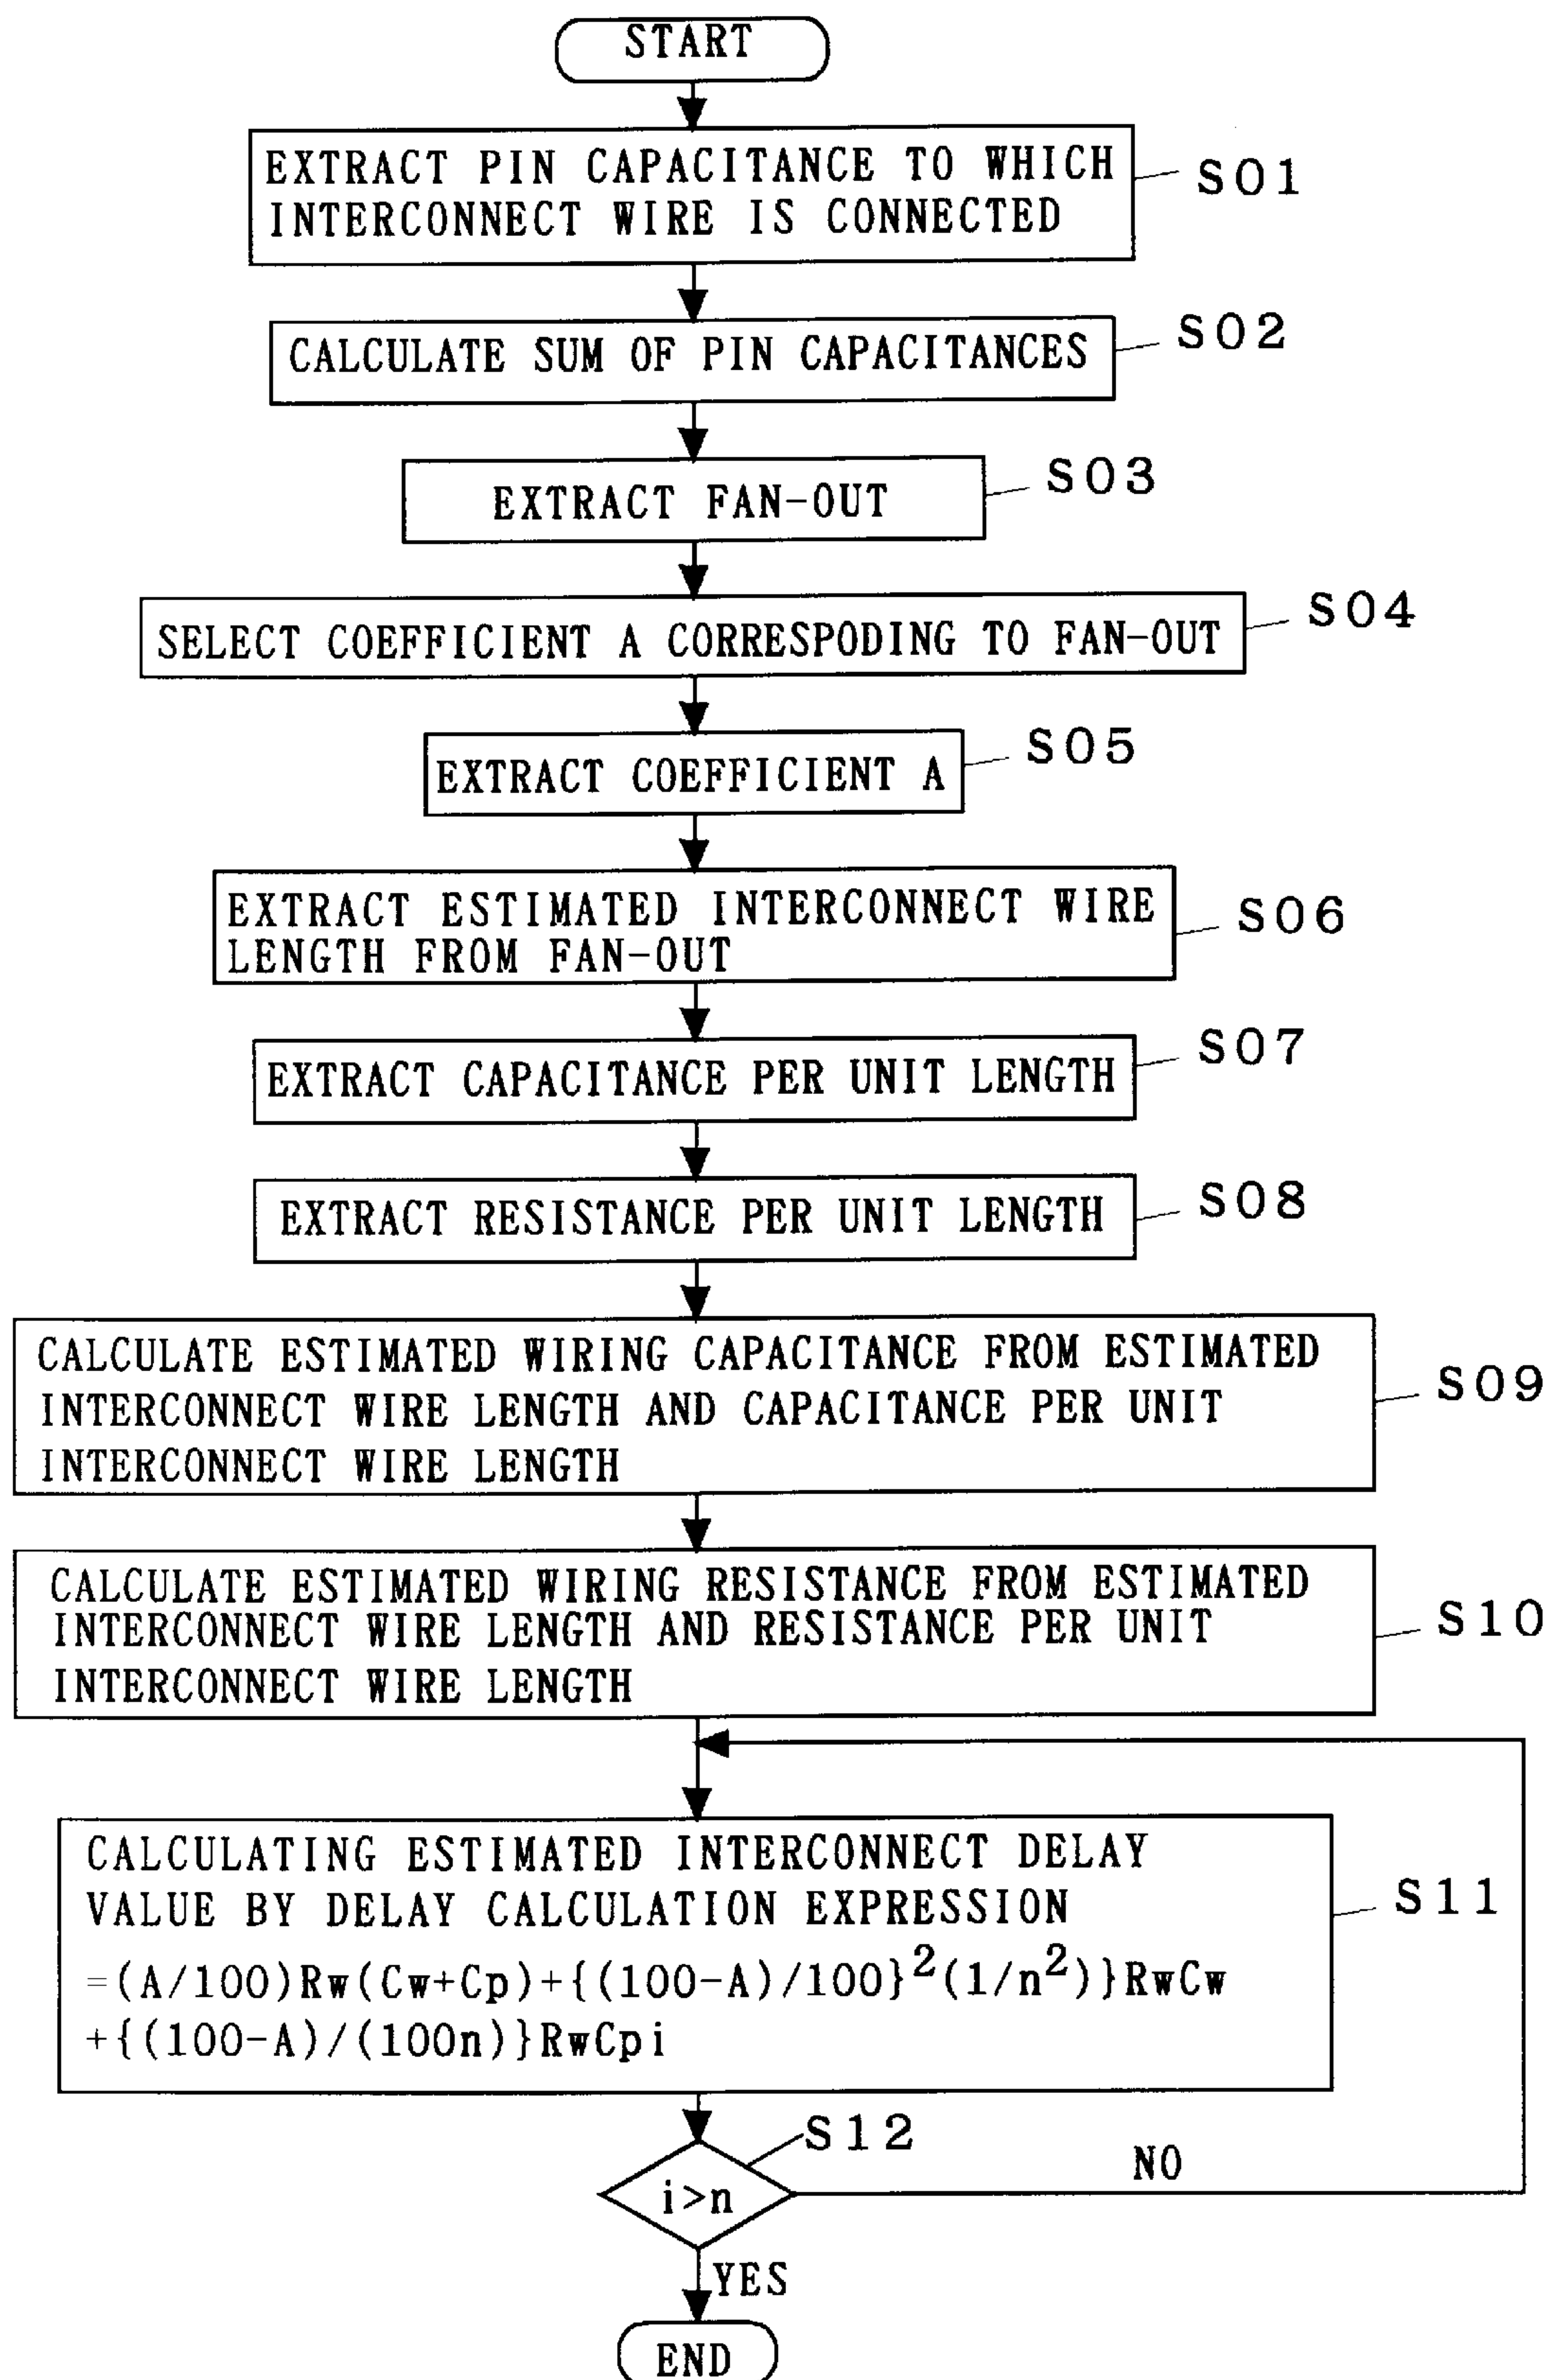 START
EXTRACT PIN CAPACITANCE TO WHICH
INTERCONNECT WIRE IS CONNECTED
S01
CALCULATE SUM OF PIN CAPACITANCES
S02
EXTRACT FAN-OUT
S03
SELECT COEFFICIENT A CORRESPODING TO FAN-OUT
S04
EXTRACT COEFFICIENT A
S05
EXTRACT ESTIMATED INTERCONNECT WIRE
LENGTH FROM FAN-OUT
S06
EXTRACT CAPACITANCE PER UNIT LENGTH
S07
EXTRACT RESISTANCE PER UNIT LENGTH
S08
CALCULATE ESTIMATED WIRING CAPACITANCE FROM ESTIMATED
INTERCONNECT WIRE LENGTH AND CAPACITANCE PER UNIT
INTERCONNECT WIRE LENGTH
S09
CALCULATE ESTIMATED WIRING RESISTANCE FROM ESTIMATED
INTERCONNECT WIRE LENGTH AND RESISTANCE PER UNIT
INTERCONNECT WIRE LENGTH
S10
CALCULATING ESTIMATED INTERCONNECT DELAY
VALUE BY DELAY CALCULATION EXPRESSION
=(A/100)Rw(Cw+Cp)+{(100-A)/100}²(1/n²)}RwCw
+{(100-A)/(100n)}RwCpi
S11
S12
i>n
NO
YES
END